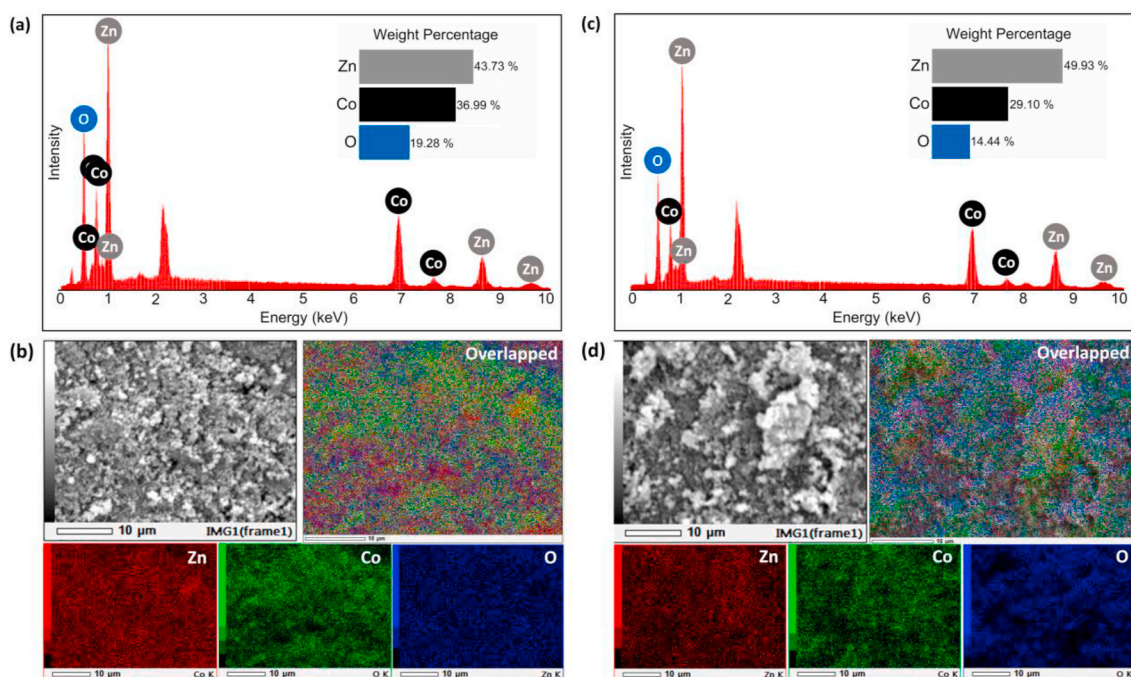 (a)
Zn
Weight Percentage
Zn
43.73 %
Co
36.99 %
O
19.28 %
O
Co
Co
Zn
Co
Co
Zn
Zn
Intensity
0 1 2 3 4 5 6 7 8 9 10
Energy (keV)
(c)
Zn
Weight Percentage
Zn
49.93 %
Co
29.10 %
O
14.44 %
O
Co
Zn
Co
Co
Zn
Zn
Intensity
0 1 2 3 4 5 6 7 8 9 10
Energy (keV)
(b)
Overlapped
10 µm
IMG1(frame1)
10 µm
Zn
Co
O
10 µm
Co K
10 µm
O K
10 µm
Zn K
(d)
Overlapped
10 µm
IMG1(frame1)
10 µm
Zn
Co
O
10 µm
Zn K
10 µm
Co K
10 µm
O K